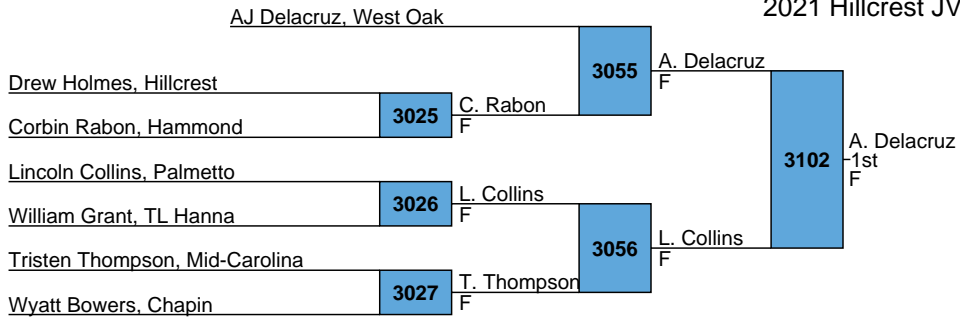 2021 Hillcrest JV
AJ Delacruz, West Oak
3055
A. Delacruz
F
Drew Holmes, Hillcrest
3025
C. Rabon
F
Corbin Rabon, Hammond
3102
A. Delacruz
1st
F
Lincoln Collins, Palmetto
3026
L. Collins
F
William Grant, TL Hanna
3056
L. Collins
F
Tristen Thompson, Mid-Carolina
3027
T. Thompson
F
Wyatt Bowers, Chapin